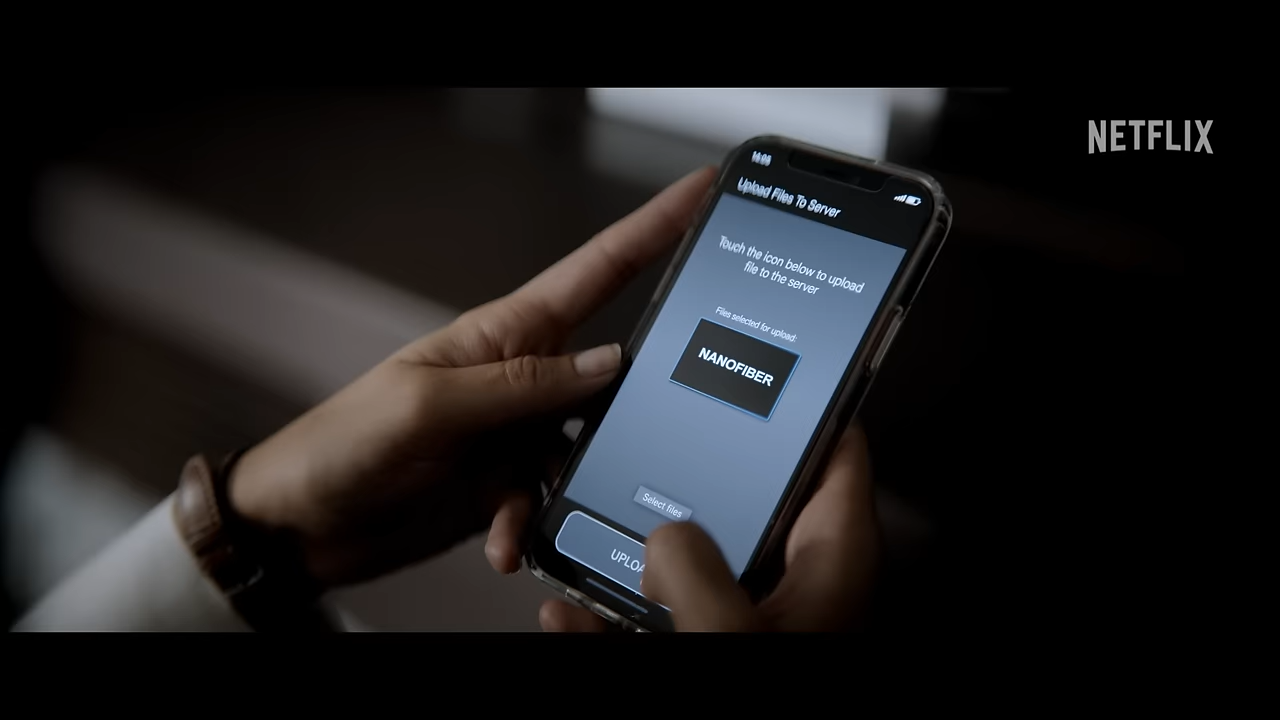 NETFLIX
Upload Files To Server
Touch the icon below to upload
file to the server
Files selected for upload:
NANOFIBER
Select files
UPLOA